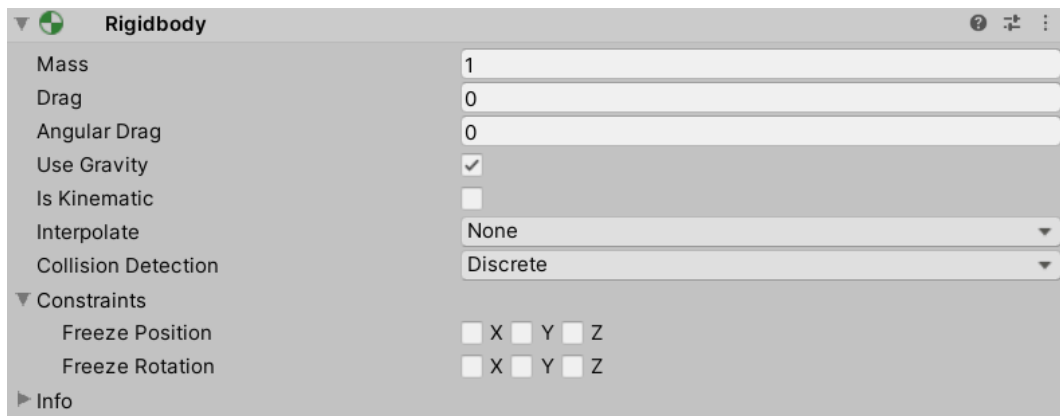 Rigidbody
Mass 1
Drag 0
Angular Drag 0
Use Gravity
Is Kinematic
Interpolate None
Collision Detection Discrete
Constraints
Freeze Position X Y Z
Freeze Rotation X Y Z
Info